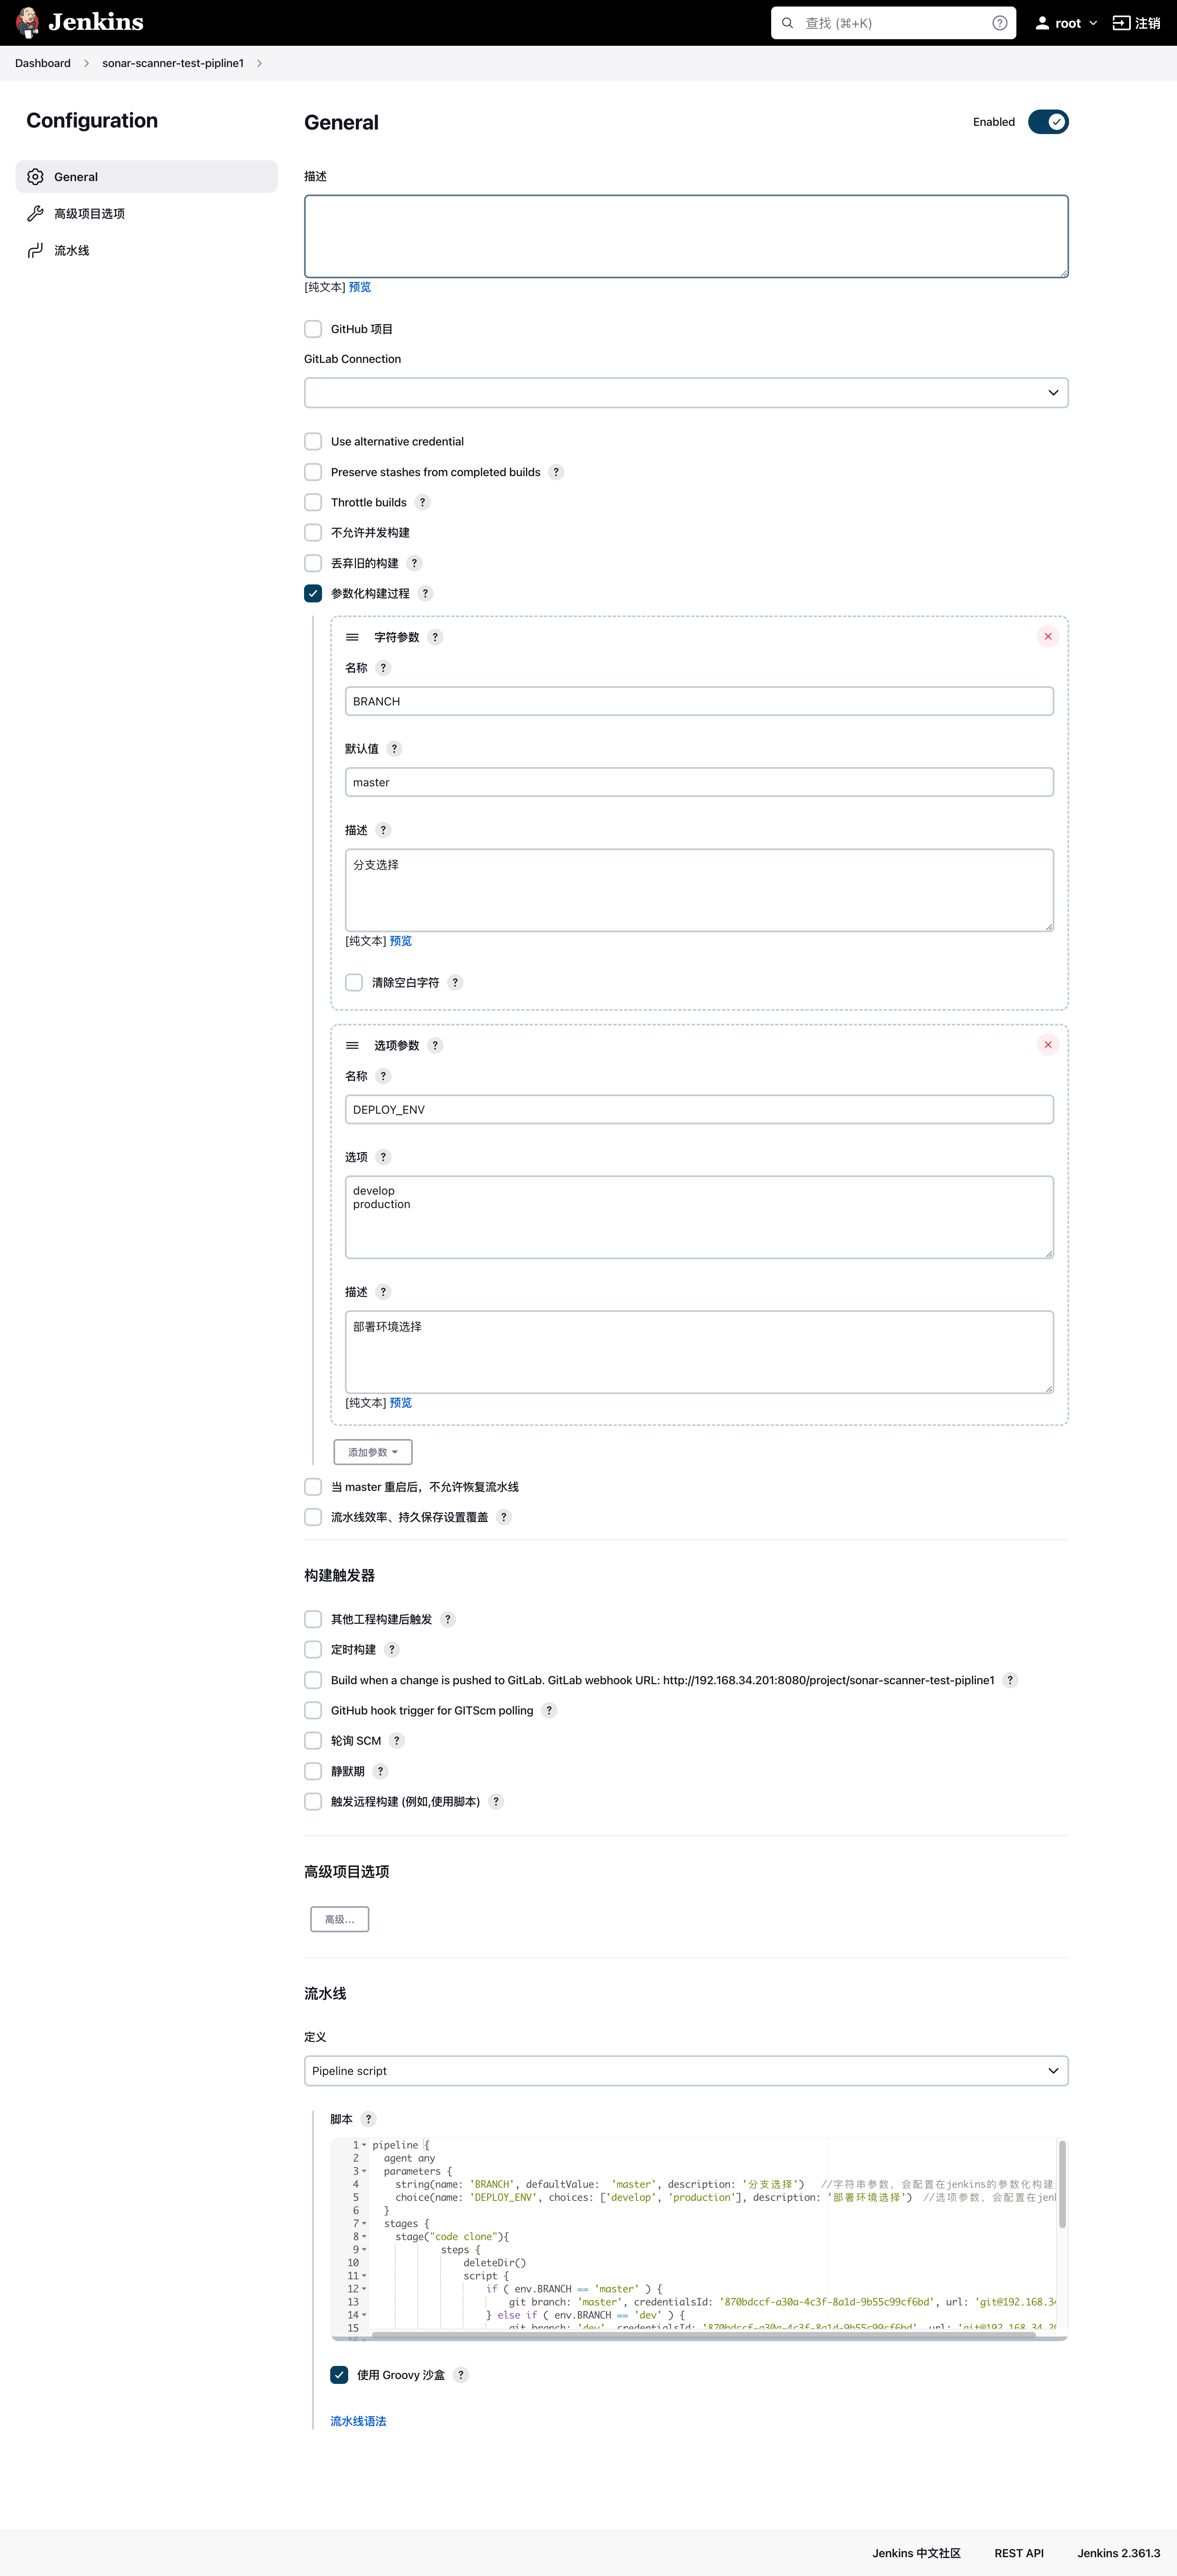 Jenkins
查找 (⌘+K)
root
注销
Dashboard
sonar-scanner-test-pipline1
Configuration
General
高级项目选项
流水线
General
Enabled
描述
[纯文本] 预览
GitHub 项目
GitLab Connection
Use alternative credential
Preserve stashes from completed builds ?
Throttle builds ?
不允许并发构建
丢弃旧的构建 ?
参数化构建过程 ?
字符参数 ?
名称 ?
BRANCH
默认值 ?
master
描述 ?
分支选择
[纯文本] 预览
清除空白字符 ?
选项参数 ?
名称 ?
DEPLOY_ENV
选项 ?
develop
production
描述 ?
部署环境选择
[纯文本] 预览
添加参数
当 master 重启后，不允许恢复流水线
流水线效率、持久保存设置覆盖 ?
构建触发器
其他工程构建后触发 ?
定时构建 ?
Build when a change is pushed to GitLab. GitLab webhook URL: http://192.168.34.201:8080/project/sonar-scanner-test-pipline1 ?
GitHub hook trigger for GITScm polling ?
轮询 SCM ?
静默期 ?
触发远程构建 (例如,使用脚本) ?
高级项目选项
高级...
流水线
定义
Pipeline script
脚本 ?
1 pipeline {
2 agent any
3 parameters {
4 string(name: 'BRANCH', defaultValue: 'master', description: '分支选择') //字符串参数，会配置在jenkins的参数化构建
5 choice(name: 'DEPLOY_ENV', choices: ['develop', 'production'], description: '部署环境选择') //选项参数，会配置在jen
6 }
7 stages {
8 stage("code clone"){
9 steps {
10 deleteDir()
11 script {
12 if ( env.BRANCH == 'master' ) {
13 git branch: 'master', credentialsId: '870bdccf-a30a-4c3f-8a1d-9b55c99cf6bd', url: 'git@192.168.34
14 } else if ( env.BRANCH == 'dev' ) {
15 git branch: 'dev', credentialsId: '870bdccf-a30a-4c3f-8a1d-9b55c99cf6bd', url: 'git@192.168.34.20
使用 Groovy 沙盒 ?
流水线语法
Jenkins 中文社区
REST API
Jenkins 2.361.3